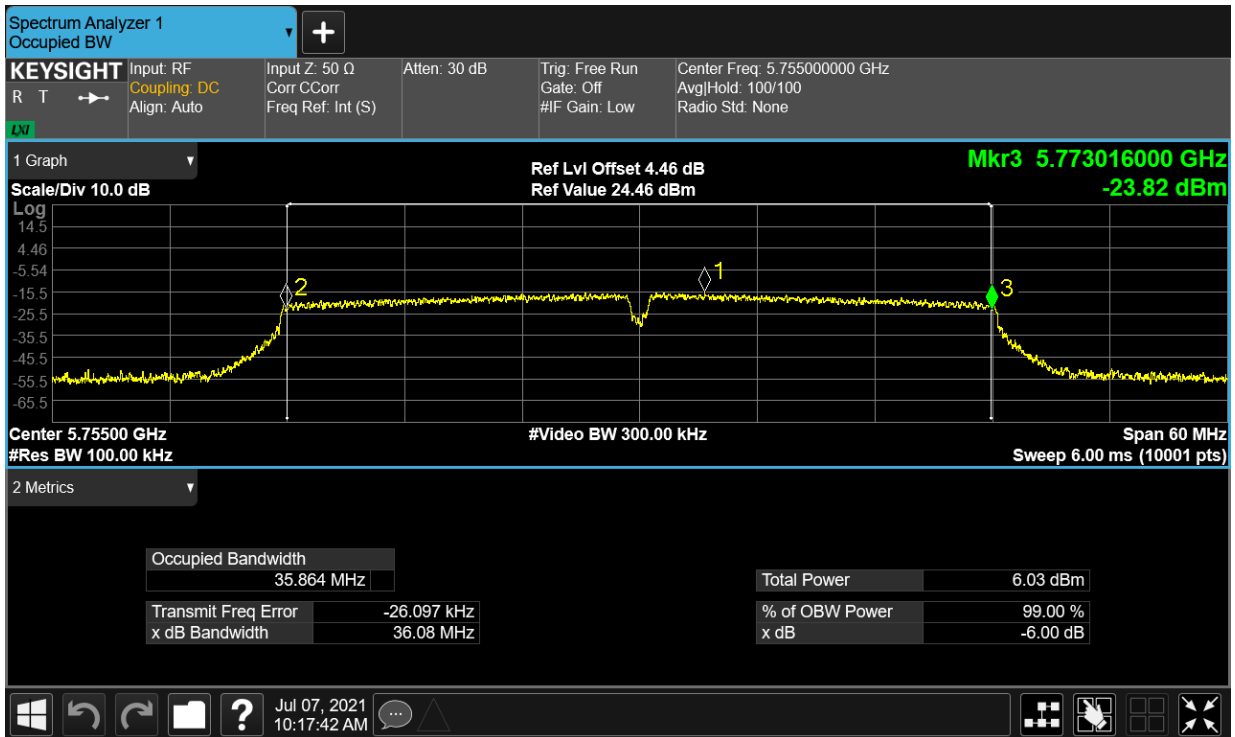 Spectrum Analyzer 1
Occupied BW
KEYSIGHT
R T
LXI
Input: RF
Coupling: DC
Align: Auto
Input Z: 50 Ω
Corr CCorr
Freq Ref: Int (S)
Atten: 30 dB
Trig: Free Run
Gate: Off
#IF Gain: Low
Center Freq: 5.755000000 GHz
Avg|Hold: 100/100
Radio Std: None
1 Graph
Scale/Div 10.0 dB
Ref Lvl Offset 4.46 dB
Ref Value 24.46 dBm
Mkr3 5.773016000 GHz
-23.82 dBm
Log
14.5
4.46
-5.54
-15.5
-25.5
-35.5
-45.5
-55.5
-65.5
2
1
3
Center 5.75500 GHz
#Video BW 300.00 kHz
Span 60 MHz
#Res BW 100.00 kHz
Sweep 6.00 ms (10001 pts)
2 Metrics
Occupied Bandwidth
35.864 MHz
Transmit Freq Error -26.097 kHz
x dB Bandwidth 36.08 MHz
Total Power 6.03 dBm
% of OBW Power 99.00 %
x dB -6.00 dB
?
Jul 07, 2021
10:17:42 AM